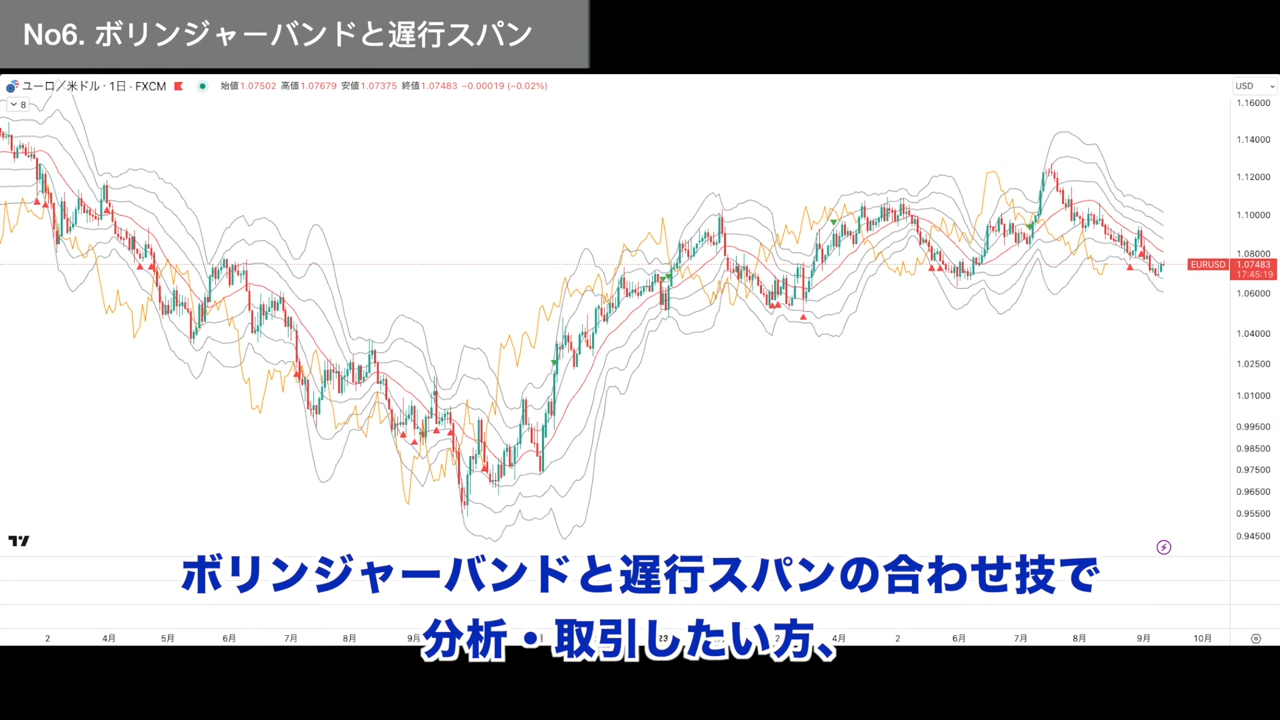 No6. ボリンジャーバンドと遅行スパン
ユーロ／米ドル · 1日 · FXCM 始値1.07502 高値1.07679 安値1.07375 終値1.07483 −0.00019 (−0.02%)
USD
8
1.16000
1.14000
1.12000
1.10000
1.08000
EURUSD 1.07483
17:45:19
1.06000
1.04000
1.02500
1.01000
0.99500
0.98500
0.97500
0.96500
0.95500
0.94500
ボリンジャーバンドと遅行スパンの合わせ技で
分析・取引したい方、
2 4月 5月 6月 7月 8月 9月 23 4月 2 6月 7月 8月 9月 10月